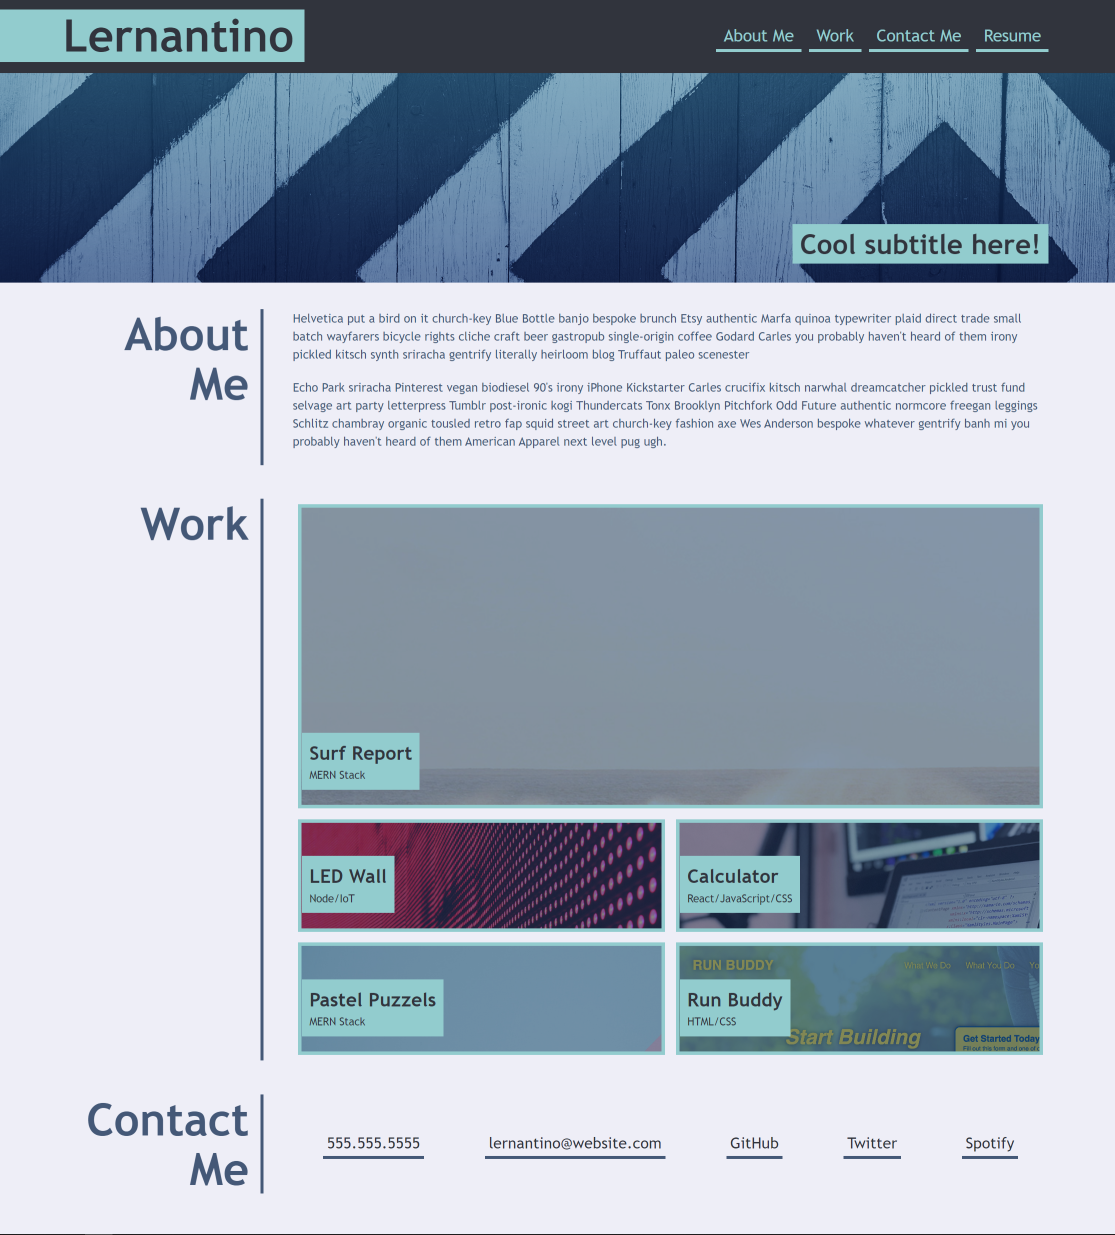 Lernantino
About Me Work Contact Me Resume
Cool subtitle here!
About
Me
Helvetica put a bird on it church-key Blue Bottle banjo bespoke brunch Etsy authentic Marfa quinoa typewriter plaid direct trade small
batch wayfarers bicycle rights cliche craft beer gastropub single-origin coffee Godard Carles you probably haven't heard of them irony
pickled kitsch synth sriracha gentrify literally heirloom blog Truffaut paleo scenester
Echo Park sriracha Pinterest vegan biodiesel 90's irony iPhone Kickstarter Carles crucifix kitsch narwhal dreamcatcher pickled trust fund
selvage art party letterpress Tumblr post-ironic kogi Thundercats Tonx Brooklyn Pitchfork Odd Future authentic normcore freegan leggings
Schlitz chambray organic tousled retro fap squid street art church-key fashion axe Wes Anderson bespoke whatever gentrify banh mi you
probably haven't heard of them American Apparel next level pug ugh.
Work
Surf Report
MERN Stack
LED Wall
Node/IoT
Calculator
React/JavaScript/CSS
Pastel Puzzels
MERN Stack
RUN BUDDY What We Do What You Do Yo
Run Buddy
HTML/CSS
Start Building
Get Started Today
Fill out this form and one of
Contact
Me
555.555.5555 lernantino@website.com GitHub Twitter Spotify